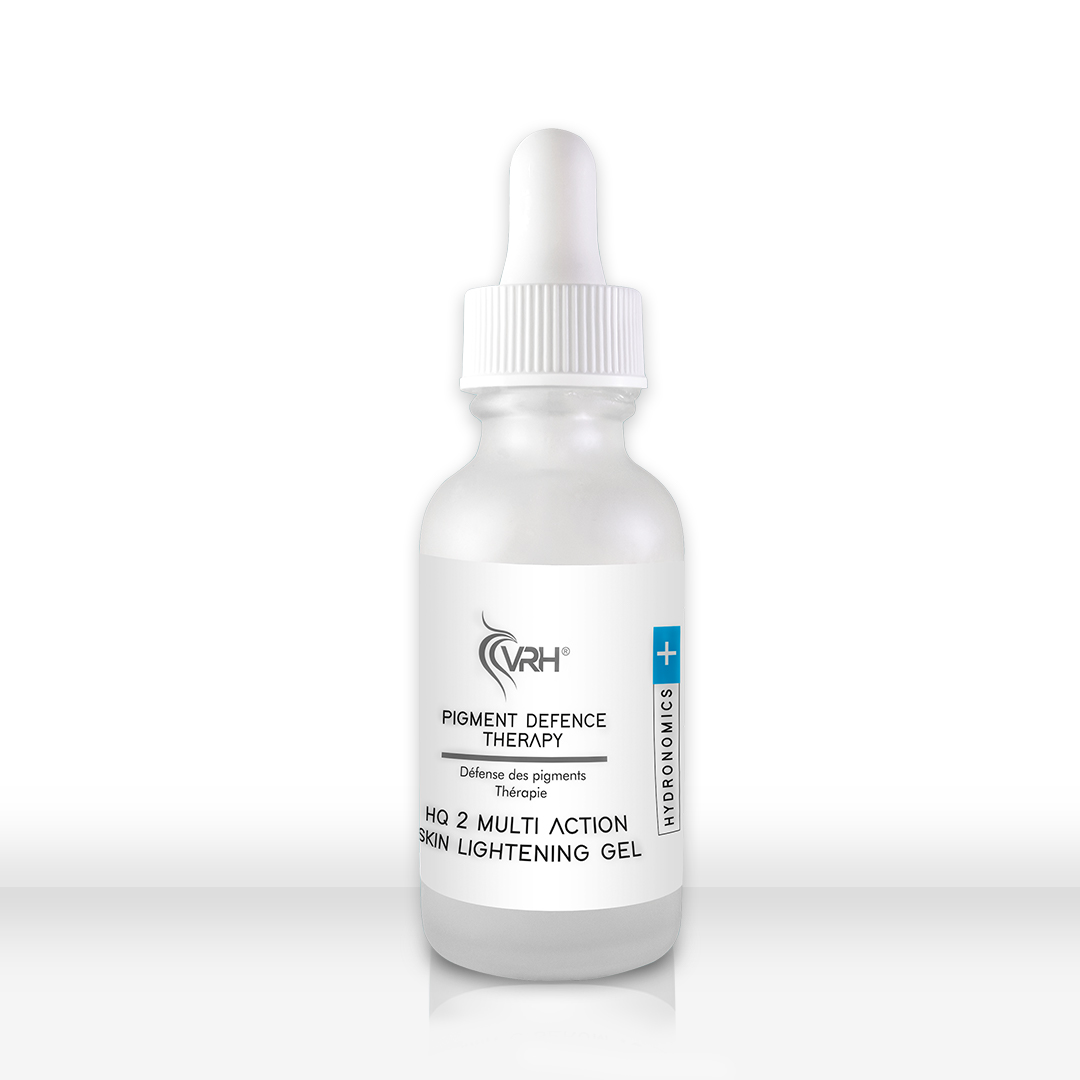 VRH®
PIGMENT DEFENCE
THERAPY
Défense des pigments
Thérapie
HQ 2 MULTI ACTION
SKIN LIGHTENING GEL
+
HYDRONOMICS